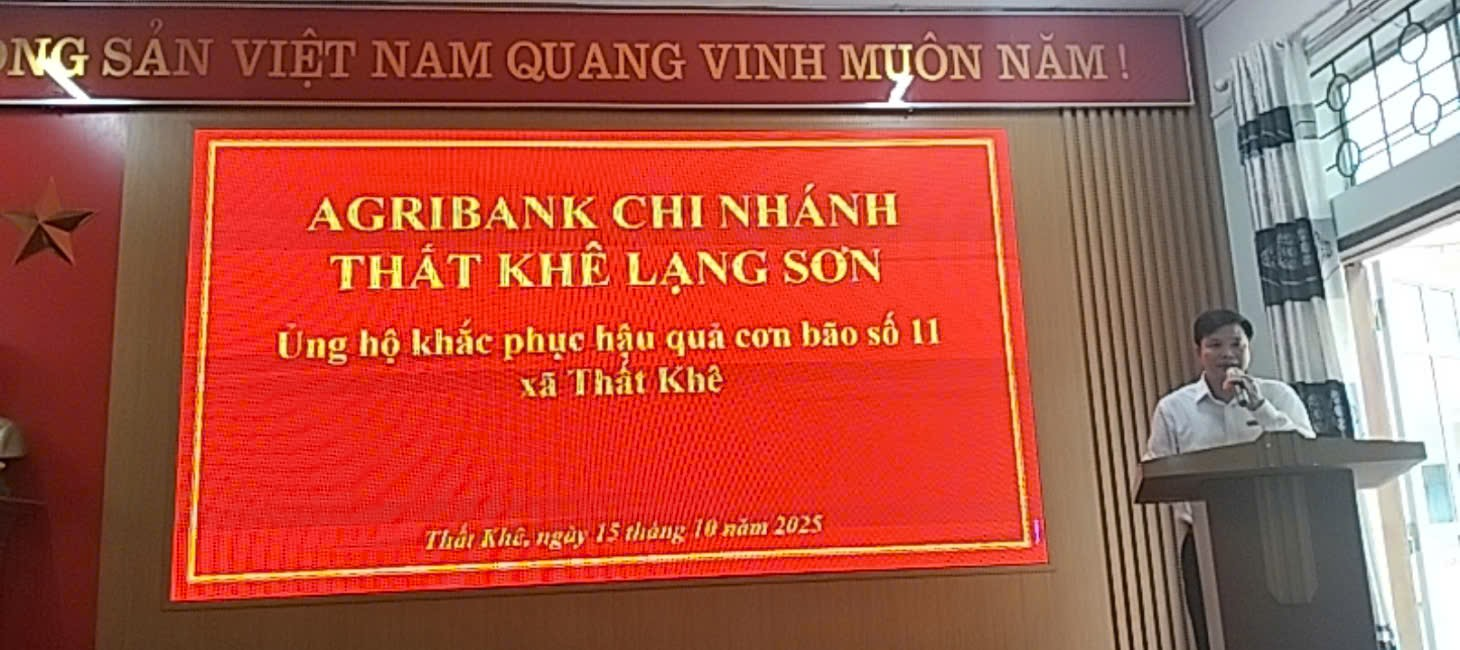 NG SẢN VIỆT NAM QUANG VINH MUÔN NĂM !
AGRIBANK CHI NHÁNH
THẤT KHÊ LẠNG SƠN
Ủng hộ khắc phục hậu quả cơn bão số 11
xã Thất Khê
Thất Khê, ngày 15 tháng 10 năm 2025